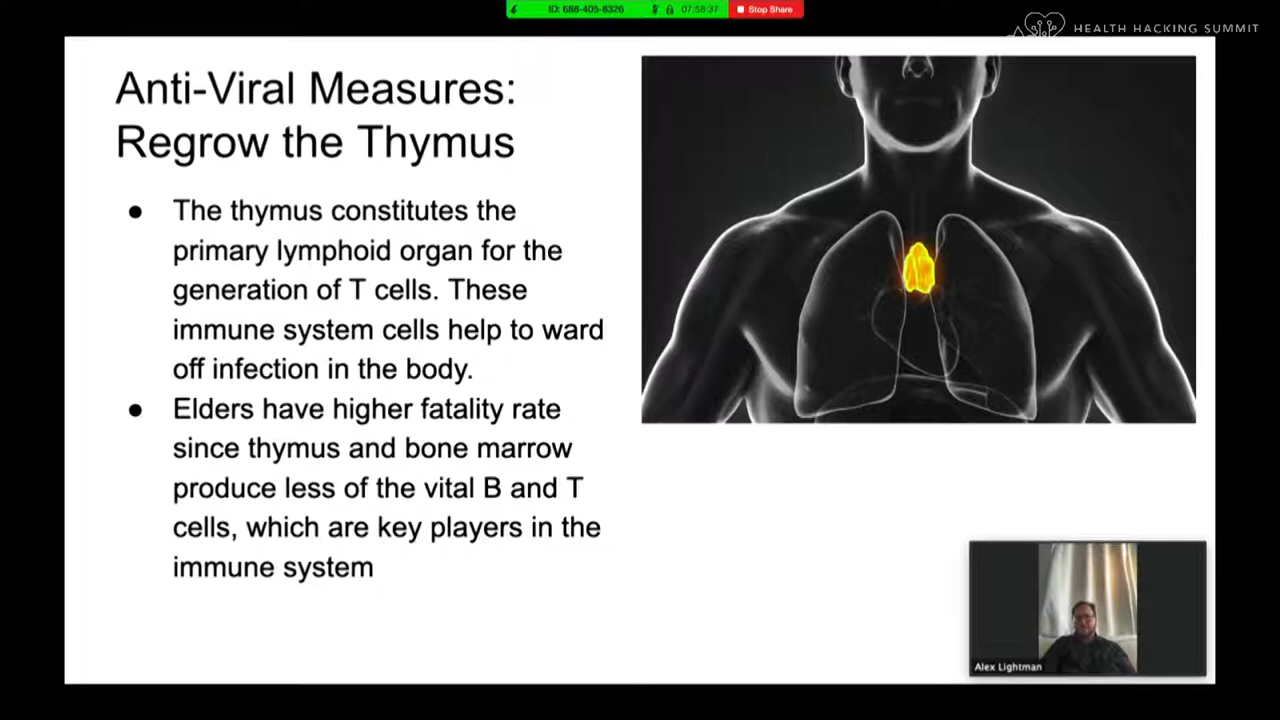 ID: 688-405-8326 07:58:37 Stop Share
HEALTH HACKING SUMMIT
Anti-Viral Measures:
Regrow the Thymus
● The thymus constitutes the
primary lymphoid organ for the
generation of T cells. These
immune system cells help to ward
off infection in the body.
● Elders have higher fatality rate
since thymus and bone marrow
produce less of the vital B and T
cells, which are key players in the
immune system
Alex Lightman